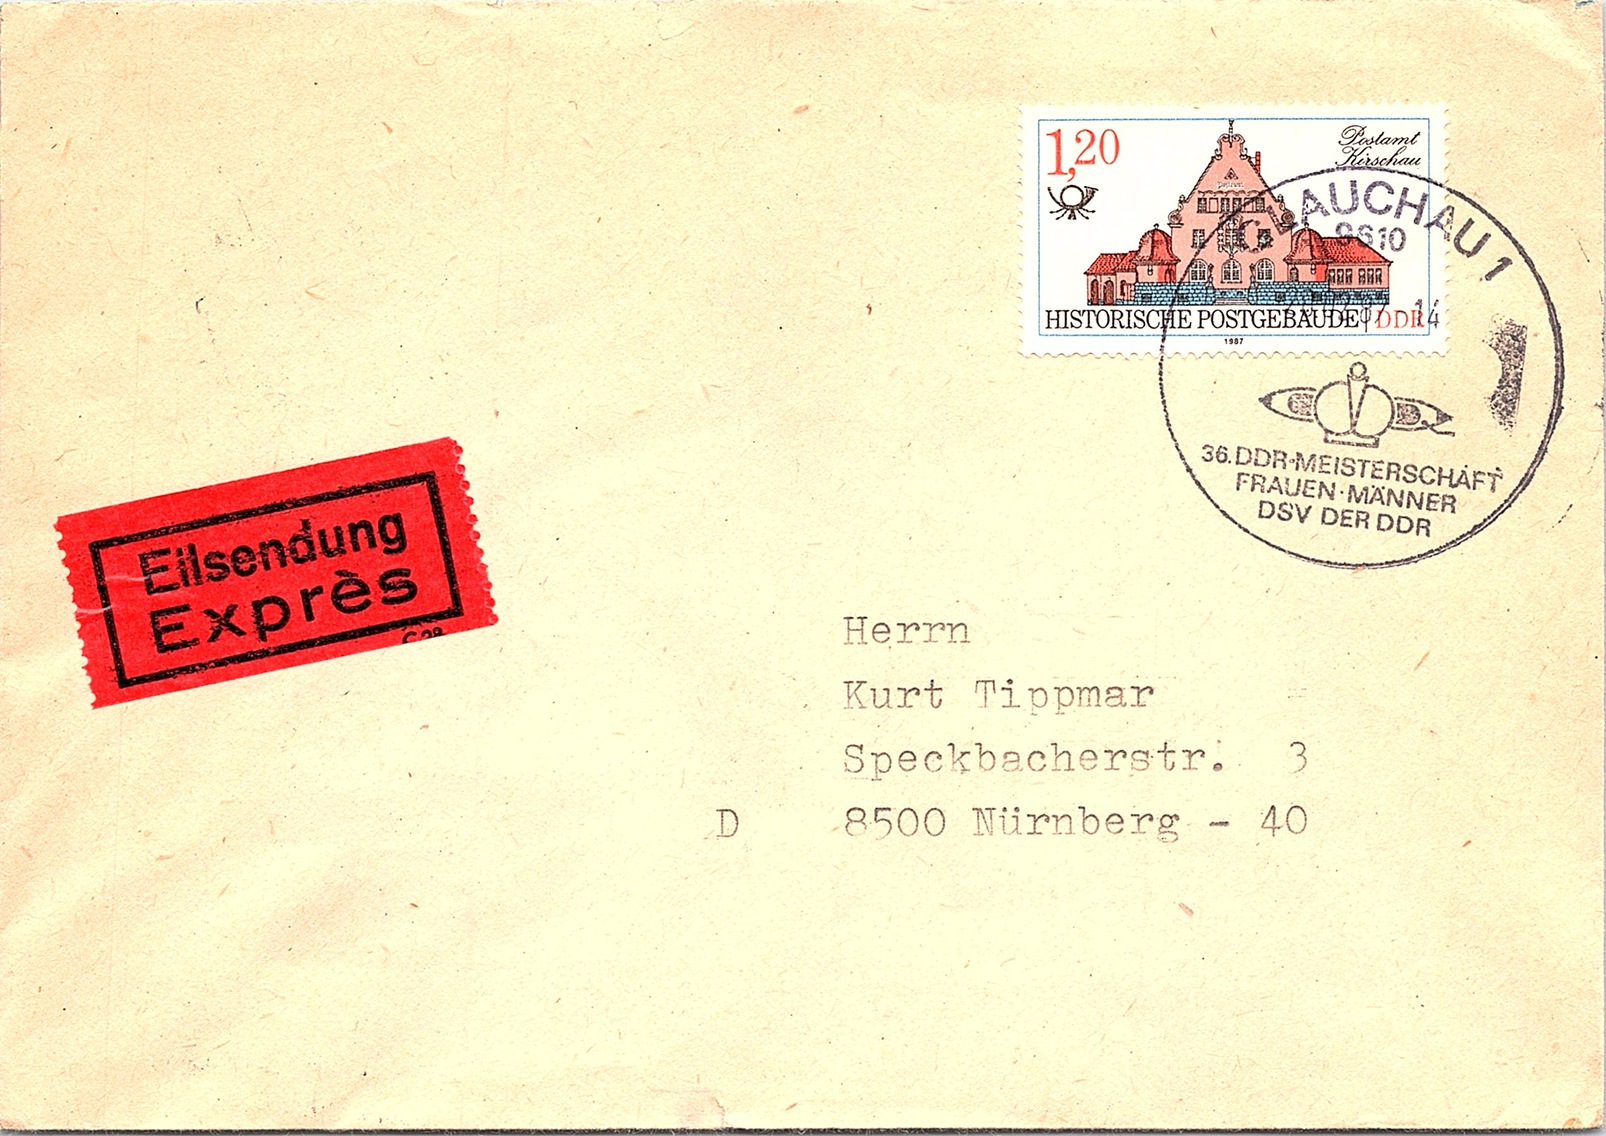 1,20
Postamt
Kirschau
HISTORISCHE POSTGEBÄUDE DDR
1987
GLAUCHAU 1
9610
36. DDR-MEISTERSCHAFT
FRAUEN · MÄNNER
DSV DER DDR
Eilsendung
Exprès
Herrn
Kurt Tippmar
Speckbacherstr. 3
D 8500 Nürnberg - 40